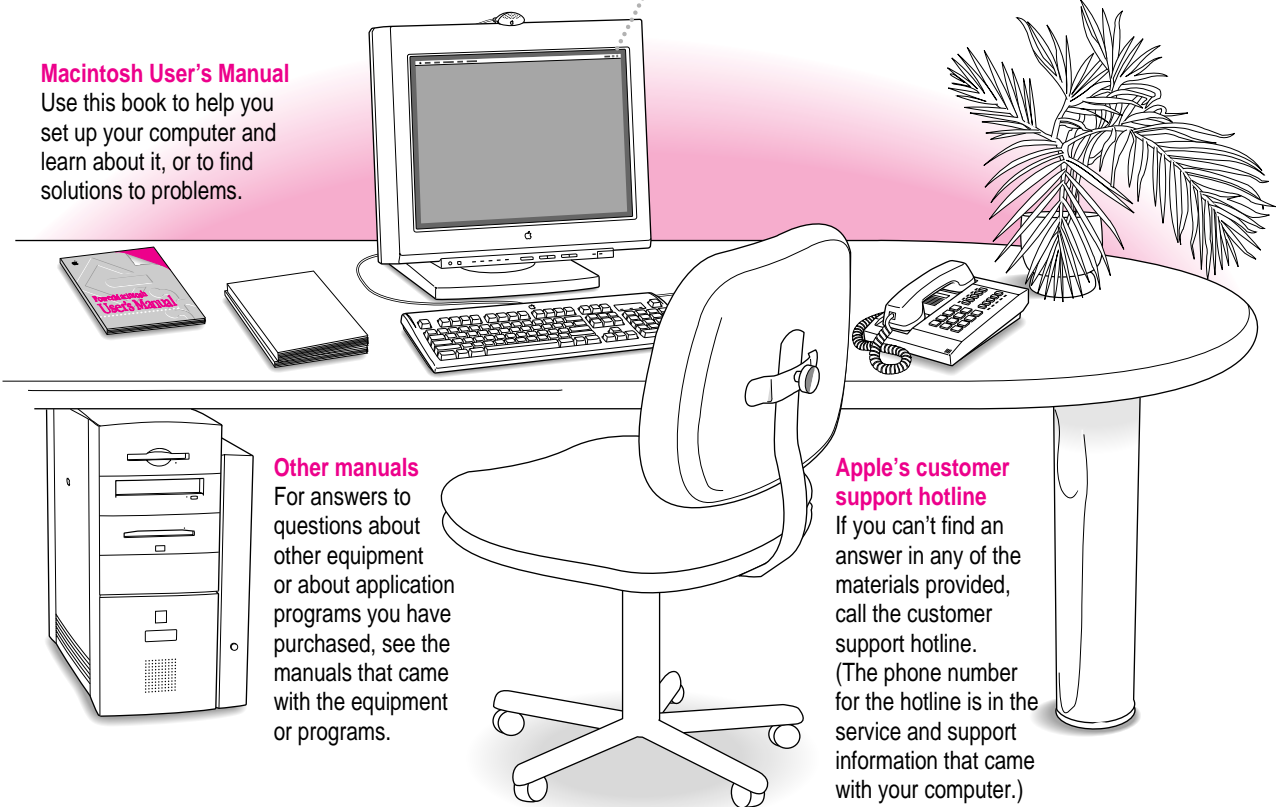 Macintosh User’s Manual
Use this book to help you
set up your computer and
learn about it, or to find
solutions to problems.
Power Macintosh
User’s Manual
Other manuals
For answers to
questions about
other equipment
or about application
programs you have
purchased, see the
manuals that came
with the equipment
or programs.
Apple’s customer
support hotline
If you can’t find an
answer in any of the
materials provided,
call the customer
support hotline.
(The phone number
for the hotline is in the
service and support
information that came
with your computer.)